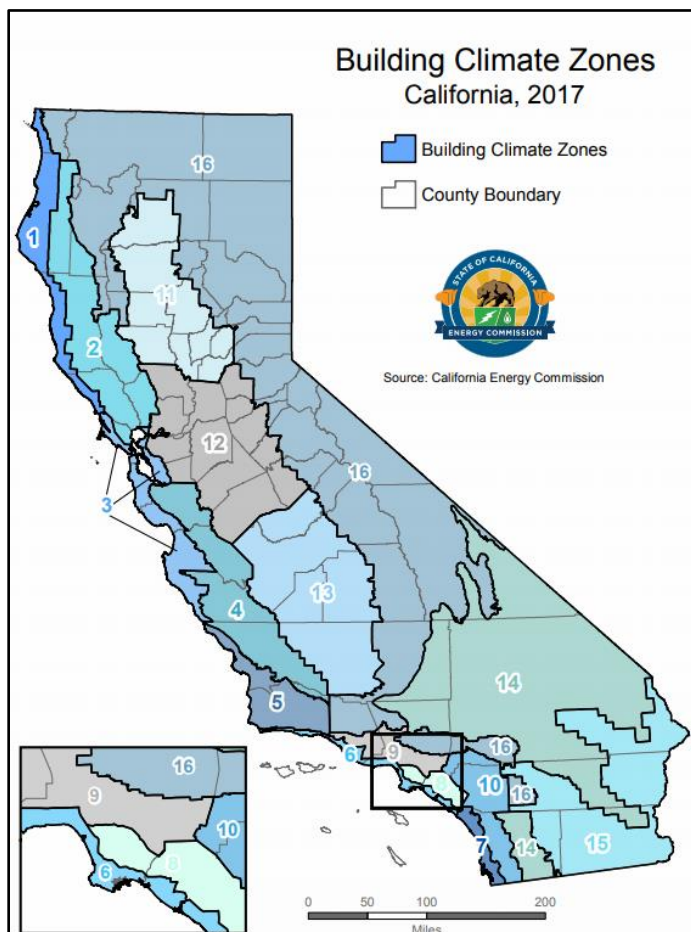 Building Climate Zones
California, 2017
Building Climate Zones
County Boundary
STATE OF CALIFORNIA
ENERGY COMMISSION
Source: California Energy Commission
16
1
11
2
12
16
3
13
4
14
5
6
9
16
8
10
16
7
14
15
16
9
10
8
6
0 50 100 200
Miles